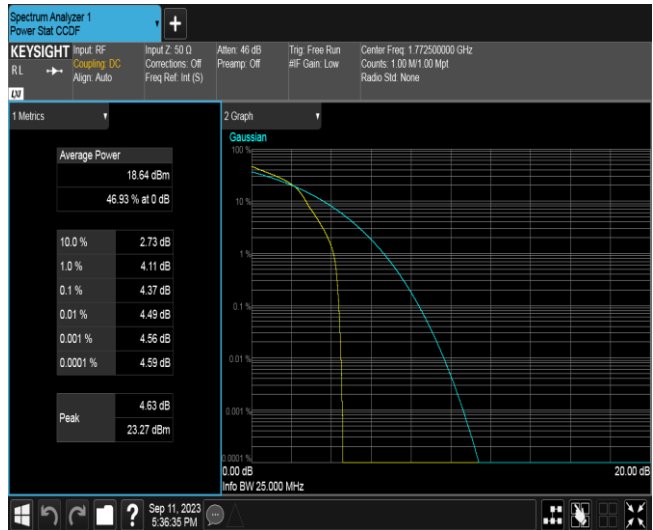 Spectrum Analyzer 1
Power Stat CCDF
KEYSIGHT
RL
LXI
Input: RF
Coupling: DC
Align: Auto
Input Z: 50 Ω
Corrections: Off
Freq Ref: Int (S)
Atten: 46 dB
Preamp: Off
Trig: Free Run
#IF Gain: Low
Center Freq: 1.772500000 GHz
Counts: 1.00 M/1.00 Mpt
Radio Std: None
1 Metrics
Average Power
18.64 dBm
46.93 % at 0 dB
10.0 % 2.73 dB
1.0 % 4.11 dB
0.1 % 4.37 dB
0.01 % 4.49 dB
0.001 % 4.56 dB
0.0001 % 4.59 dB
Peak
4.63 dB
23.27 dBm
2 Graph
Gaussian
100 %
10 %
1 %
0.1 %
0.01 %
0.001 %
0.0001 %
0.00 dB 20.00 dB
Info BW 25.000 MHz
?
Sep 11, 2023
5:36:35 PM